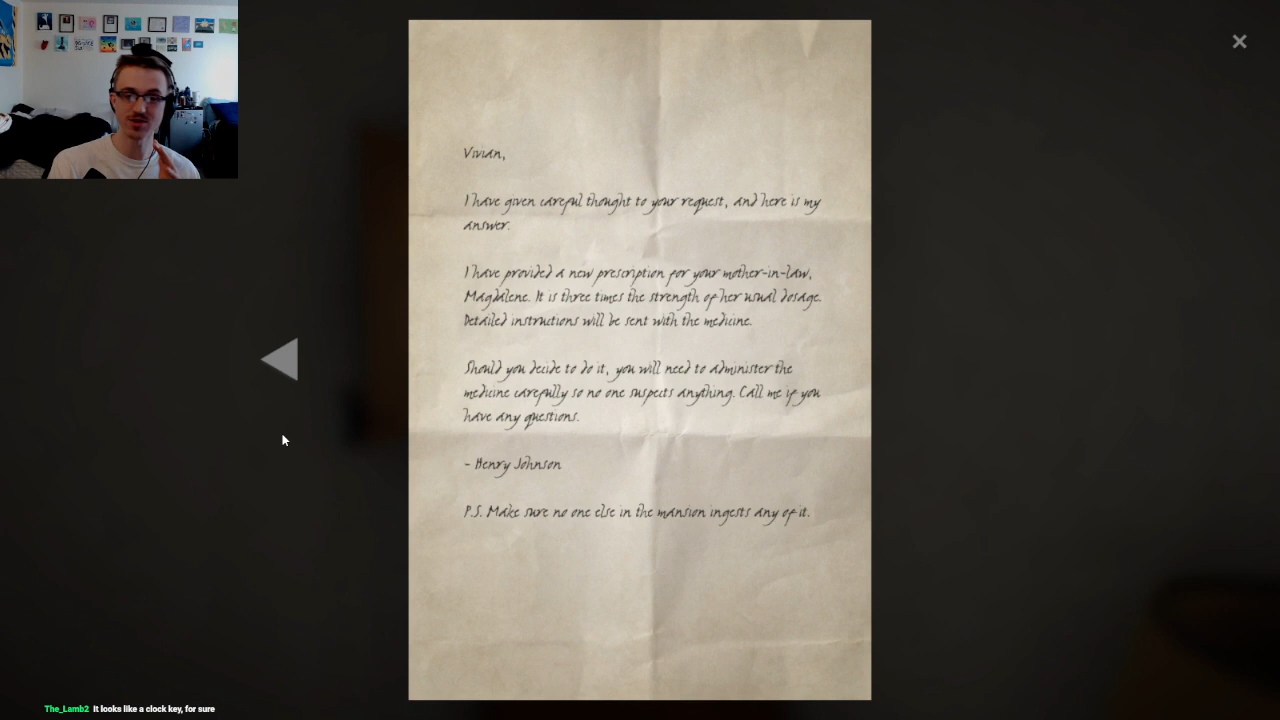 Vivian,
I have given careful thought to your request, and here is my
answer.
I have provided a new prescription for your mother-in-law,
Magdalene. It is three times the strength of her usual dosage.
Detailed instructions will be sent with the medicine.
Should you decide to do it, you will need to administer the
medicine carefully so no one suspects anything. Call me if you
have any questions.
- Henry Johnson
P.S. Make sure no one else in the mansion ingests any of it.
The_Lamb2 It looks like a clock key, for sure